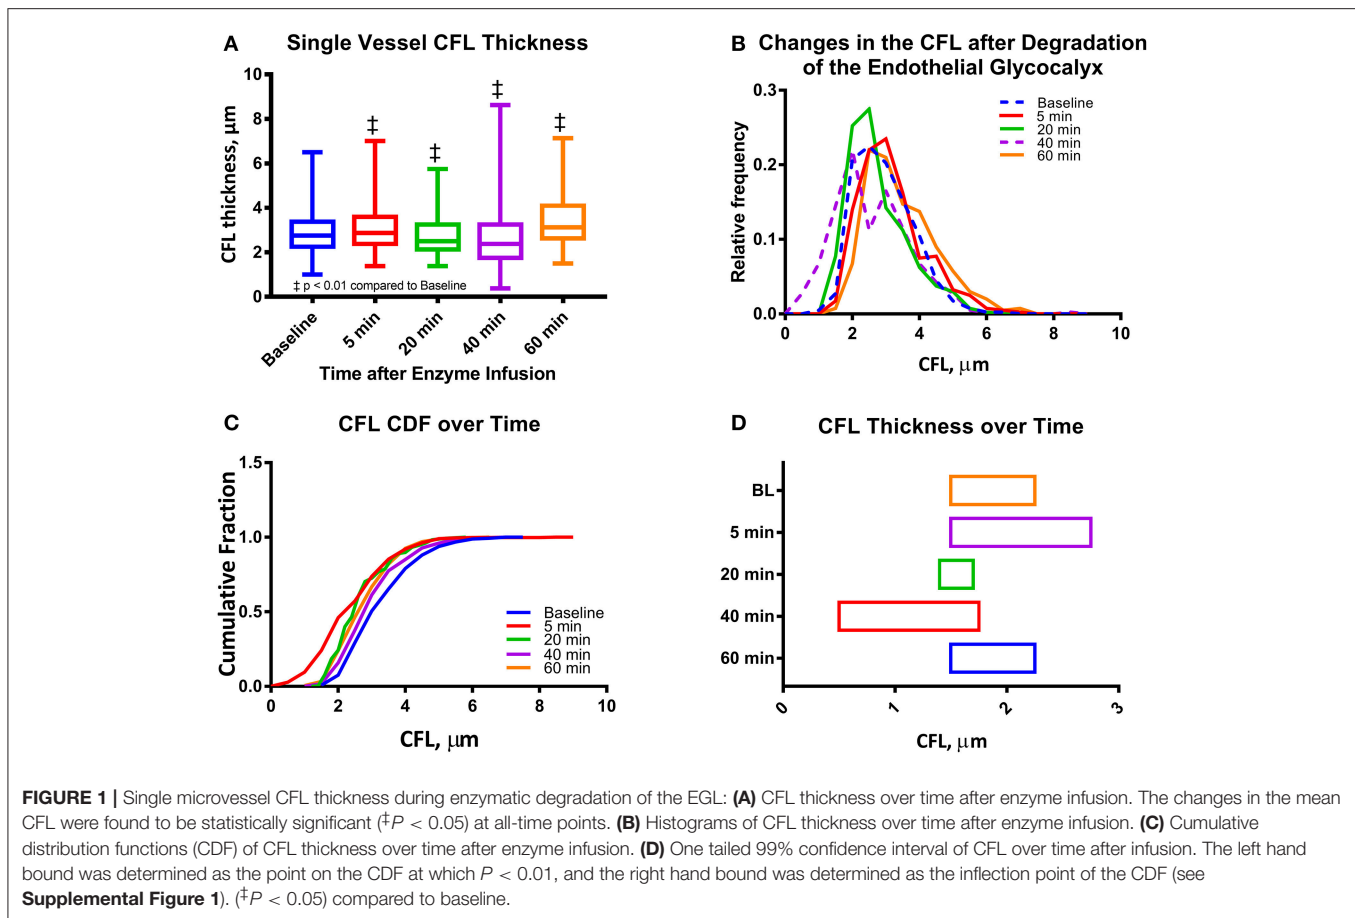 A Single Vessel CFL Thickness
CFL thickness, μm
10
8
6
4
2
0
‡
‡
‡
‡
‡ p < 0.01 compared to Baseline
Baseline
5 min
20 min
40 min
60 min
Time after Enzyme Infusion
B Changes in the CFL after Degradation
of the Endothelial Glycocalyx
Relative frequency
0.3
0.2
0.1
0.0
Baseline
5 min
20 min
40 min
60 min
0 2 4 6 8 10
CFL, μm
C CFL CDF over Time
Cumulative Fraction
1.5
1.0
0.5
0.0
Baseline
5 min
20 min
40 min
60 min
0 2 4 6 8 10
CFL, μm
D CFL Thickness over Time
BL
5 min
20 min
40 min
60 min
0 1 2 3
CFL, μm
FIGURE 1 | Single microvessel CFL thickness during enzymatic degradation of the EGL: (A) CFL thickness over time after enzyme infusion. The changes in the mean
CFL were found to be statistically significant (‡P < 0.05) at all-time points. (B) Histograms of CFL thickness over time after enzyme infusion. (C) Cumulative
distribution functions (CDF) of CFL thickness over time after enzyme infusion. (D) One tailed 99% confidence interval of CFL over time after infusion. The left hand
bound was determined as the point on the CDF at which P < 0.01, and the right hand bound was determined as the inflection point of the CDF (see
Supplemental Figure 1). (‡P < 0.05) compared to baseline.